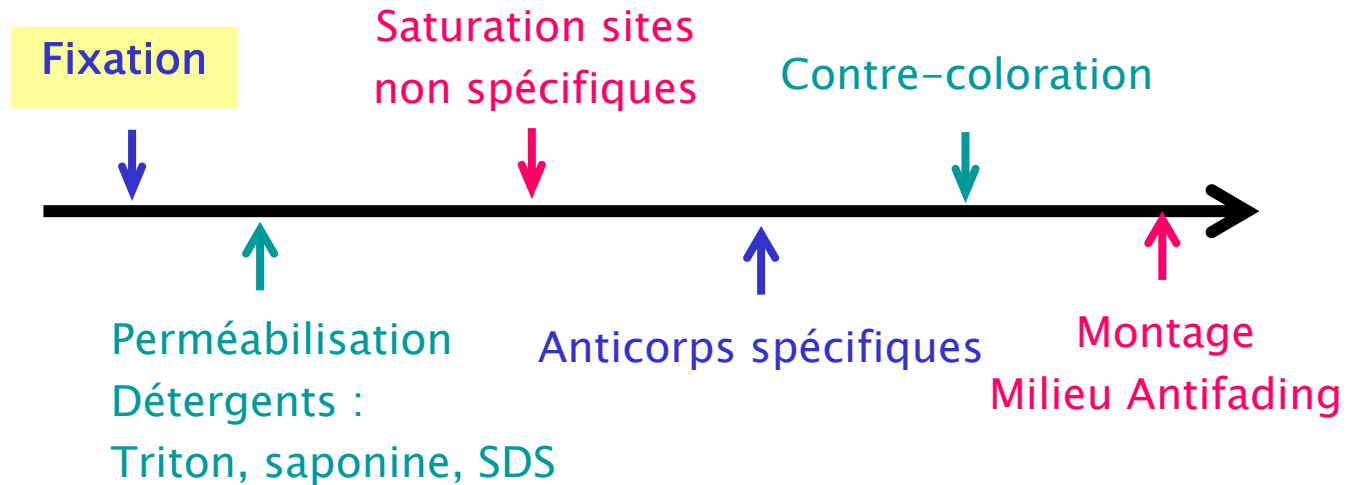 Fixation
Saturation sites
non spécifiques
Contre-coloration
Perméabilisation
Détergents :
Triton, saponine, SDS
Anticorps spécifiques
Montage
Milieu Antifading